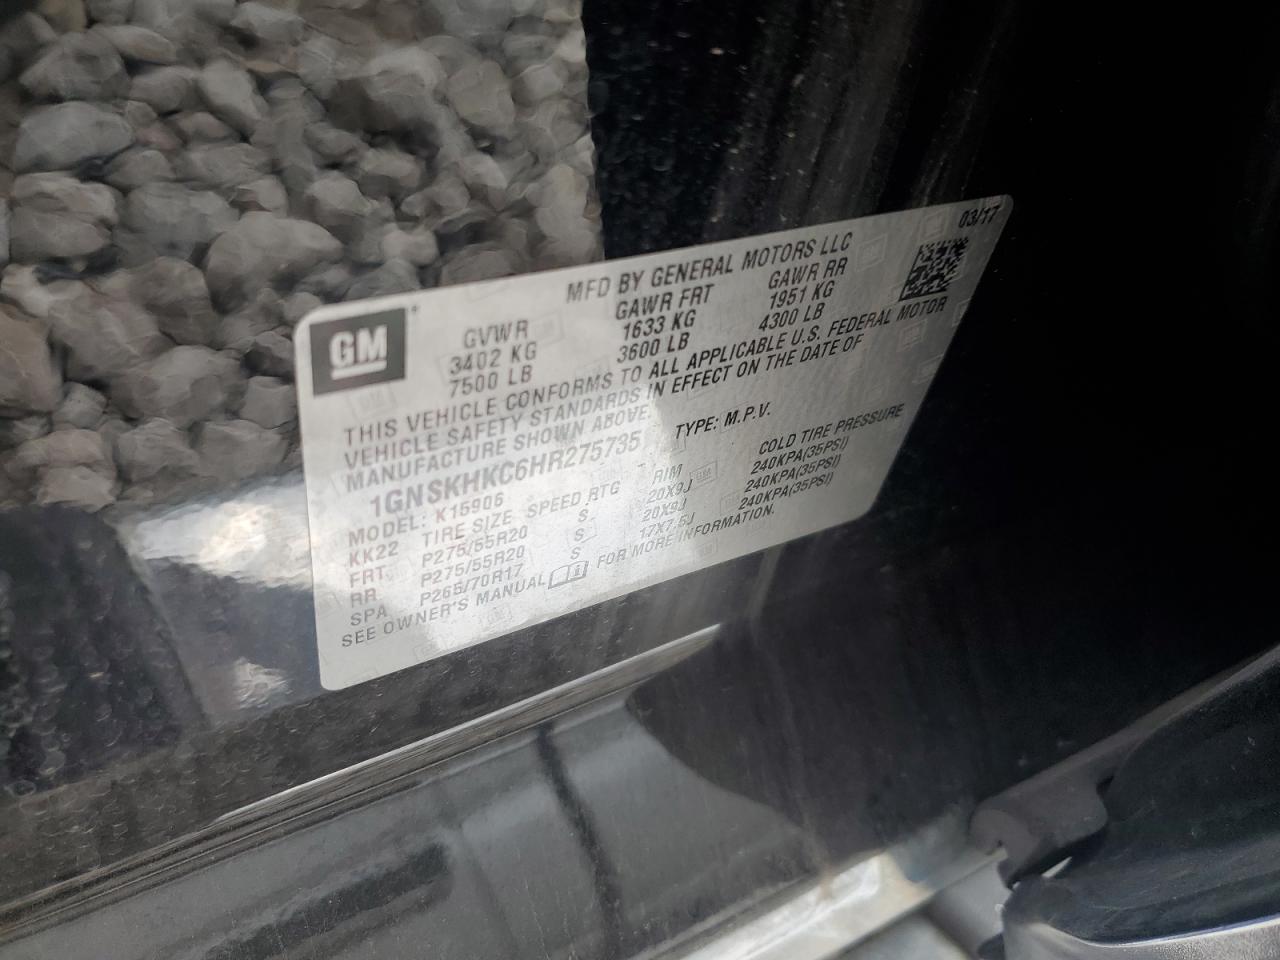 03/17
MFD BY GENERAL MOTORS LLC
GM
GVWR GAWR FRT GAWR RR
3402 KG 1633 KG 1951 KG
7500 LB 3600 LB 4300 LB
THIS VEHICLE CONFORMS TO ALL APPLICABLE U.S. FEDERAL MOTOR
VEHICLE SAFETY STANDARDS IN EFFECT ON THE DATE OF
MANUFACTURE SHOWN ABOVE.
1GNSKHKC6HR275735 TYPE: M.P.V.
MODEL: K15906
KK22 TIRE SIZE SPEED RTG RIM COLD TIRE PRESSURE
FRT P275/55R20 S 20X9J 240KPA(35PSI)
RR P275/55R20 S 20X9J 240KPA(35PSI)
SPA P265/70R17 S 17X7.5J 240KPA(35PSI)
SEE OWNER'S MANUAL FOR MORE INFORMATION.